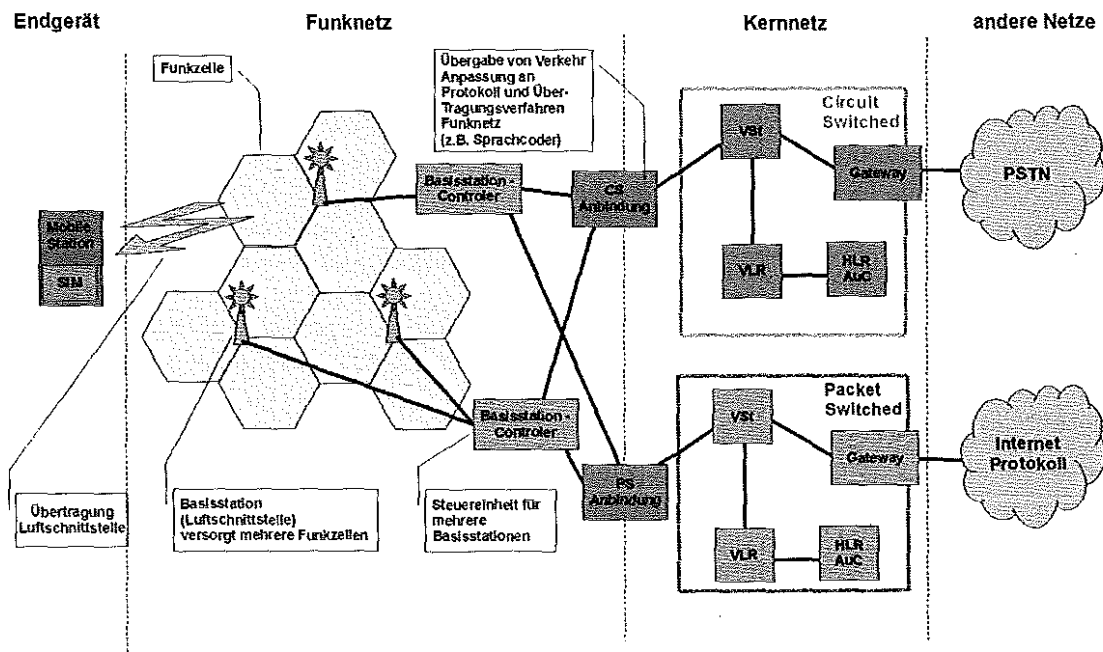 Endgerät
Funknetz
Kernnetz
andere Netze
Funkzelle
Übergabe von Verkehr
Anpassung an
Protokoll und Über-
Tragungsverfahren
Funknetz
(z.B. Sprachcoder)
Circuit
Switched
VSt
Gateway
PSTN
Basisstation -
Controler
CS
Anbindung
Mobile
Station
SIM
VLR
HLR
AuC
Packet
Switched
VSt
Gateway
Internet
Protokoll
Basisstation -
Controler
PS
Anbindung
VLR
HLR
AuC
Übertragung
Luftschnittstelle
Basisstation
(Luftschnittstelle)
versorgt mehrere Funkzellen
Steuereinheit für
mehrere
Basisstationen